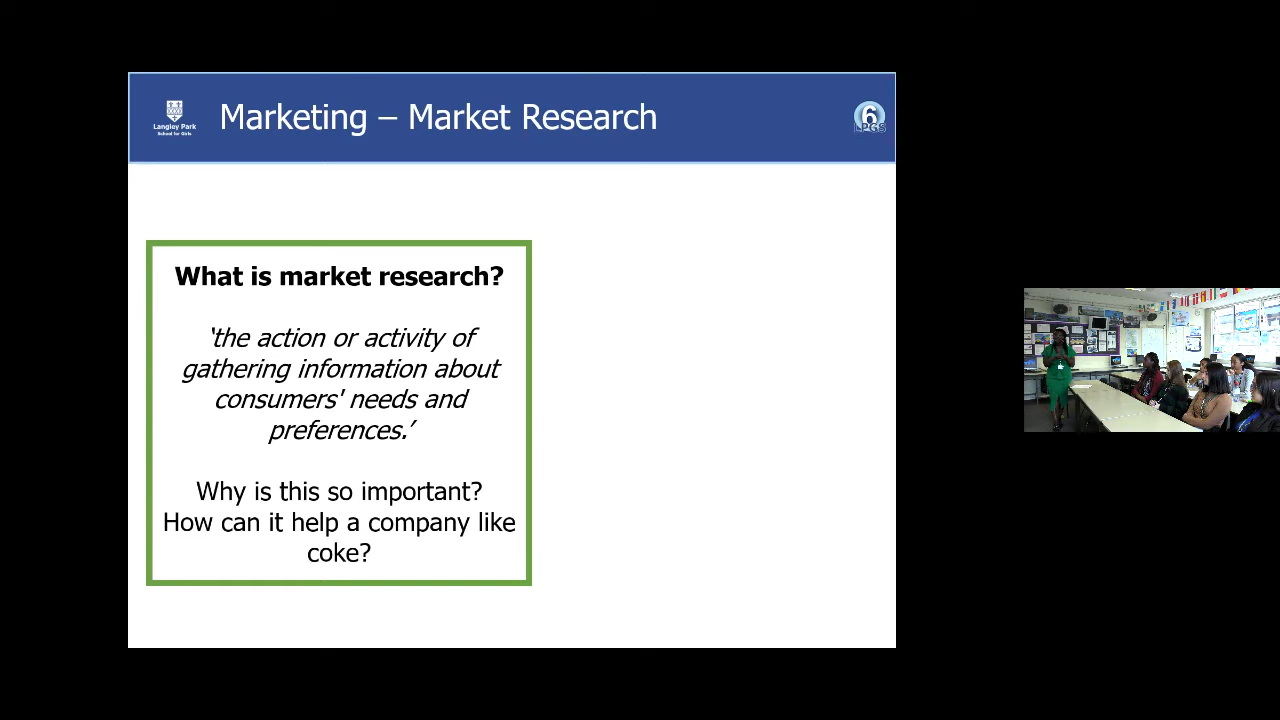 Langley Park
School for Girls
Marketing – Market Research
6
LPGS
What is market research?
‘the action or activity of
gathering information about
consumers' needs and
preferences.’
Why is this so important?
How can it help a company like
coke?